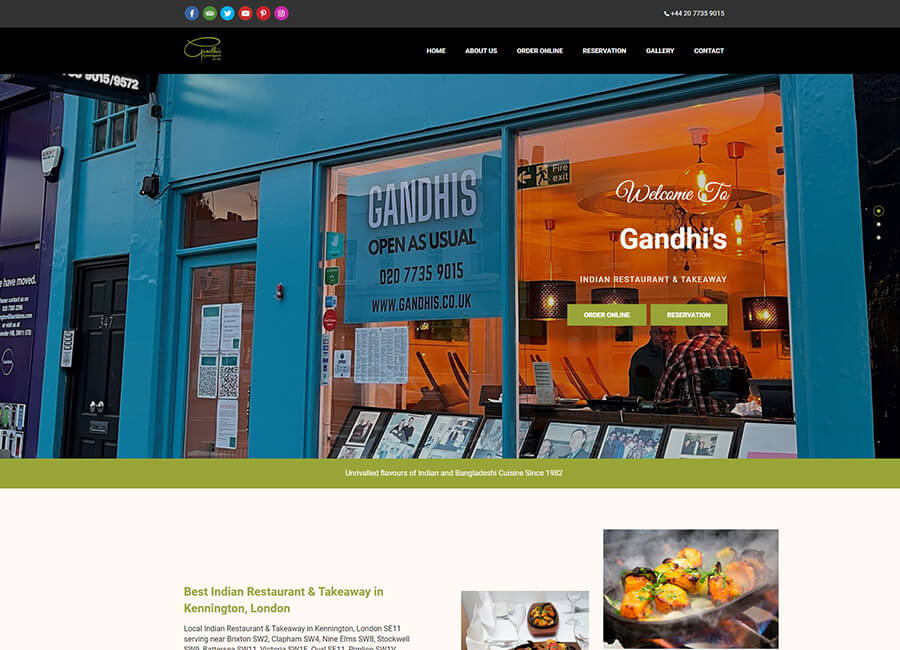 +44 20 7735 9015
Gandhi's
HOME ABOUT US ORDER ONLINE RESERVATION GALLERY CONTACT
9015/9572
Fire
exit
GANDHIS
OPEN AS USUAL
020 7735 9015
WWW.GANDHIS.CO.UK
Welcome To
Gandhi's
INDIAN RESTAURANT & TAKEAWAY
ORDER ONLINE RESERVATION
have moved.
347
Unrivalled flavours of Indian and Bangladeshi Cuisine Since 1982
Best Indian Restaurant & Takeaway in
Kennington, London
Local Indian Restaurant & Takeaway in Kennington, London SE11
serving near Brixton SW2, Clapham SW4, Nine Elms SW8, Stockwell
SW9, Battersea SW11, Victoria SW1E, Oval SE11, Pimlico SW1V